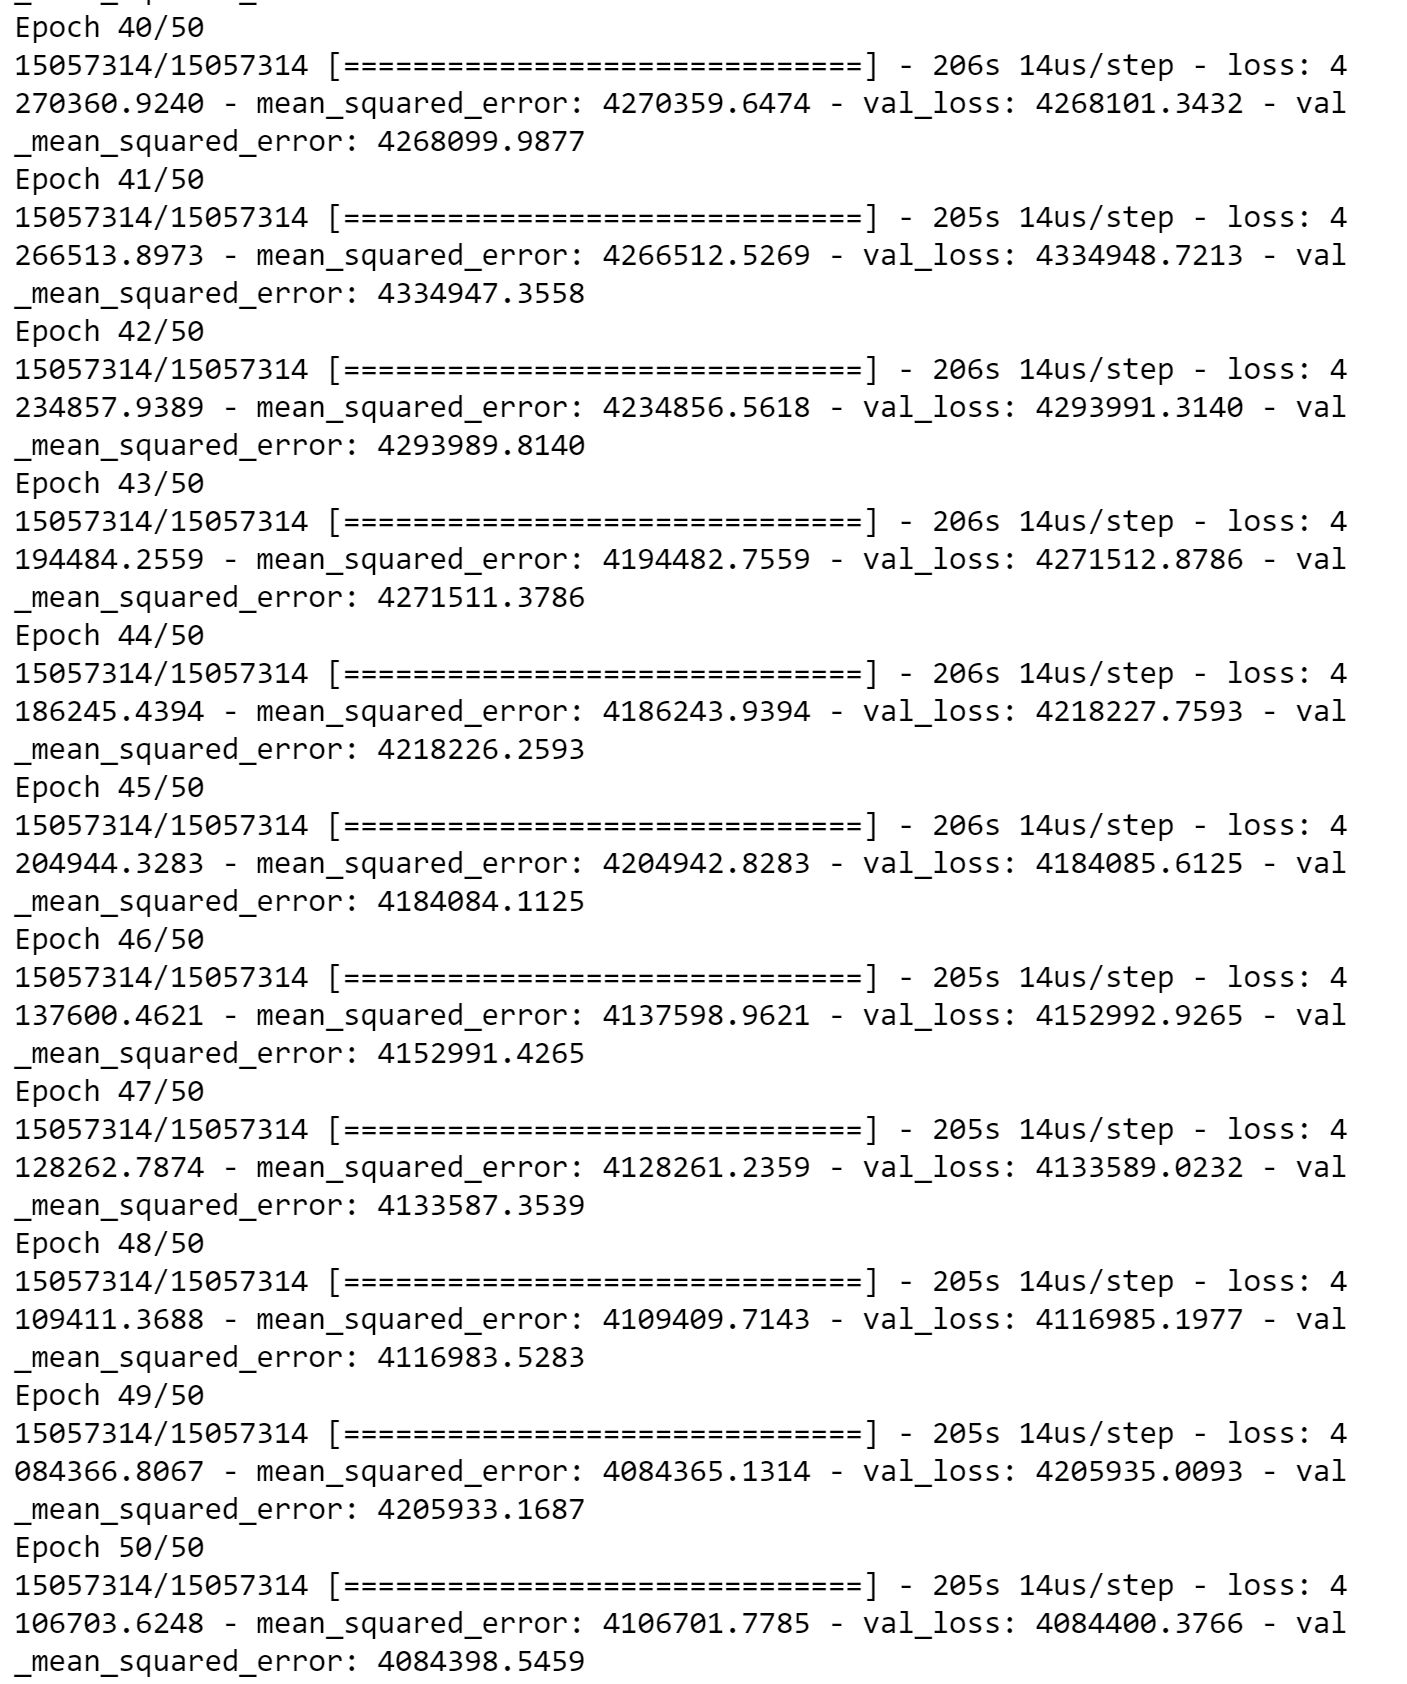 Epoch 40/50
15057314/15057314 [==============================] - 206s 14us/step - loss: 4
270360.9240 - mean_squared_error: 4270359.6474 - val_loss: 4268101.3432 - val
_mean_squared_error: 4268099.9877
Epoch 41/50
15057314/15057314 [==============================] - 205s 14us/step - loss: 4
266513.8973 - mean_squared_error: 4266512.5269 - val_loss: 4334948.7213 - val
_mean_squared_error: 4334947.3558
Epoch 42/50
15057314/15057314 [==============================] - 206s 14us/step - loss: 4
234857.9389 - mean_squared_error: 4234856.5618 - val_loss: 4293991.3140 - val
_mean_squared_error: 4293989.8140
Epoch 43/50
15057314/15057314 [==============================] - 206s 14us/step - loss: 4
194484.2559 - mean_squared_error: 4194482.7559 - val_loss: 4271512.8786 - val
_mean_squared_error: 4271511.3786
Epoch 44/50
15057314/15057314 [==============================] - 206s 14us/step - loss: 4
186245.4394 - mean_squared_error: 4186243.9394 - val_loss: 4218227.7593 - val
_mean_squared_error: 4218226.2593
Epoch 45/50
15057314/15057314 [==============================] - 206s 14us/step - loss: 4
204944.3283 - mean_squared_error: 4204942.8283 - val_loss: 4184085.6125 - val
_mean_squared_error: 4184084.1125
Epoch 46/50
15057314/15057314 [==============================] - 205s 14us/step - loss: 4
137600.4621 - mean_squared_error: 4137598.9621 - val_loss: 4152992.9265 - val
_mean_squared_error: 4152991.4265
Epoch 47/50
15057314/15057314 [==============================] - 205s 14us/step - loss: 4
128262.7874 - mean_squared_error: 4128261.2359 - val_loss: 4133589.0232 - val
_mean_squared_error: 4133587.3539
Epoch 48/50
15057314/15057314 [==============================] - 205s 14us/step - loss: 4
109411.3688 - mean_squared_error: 4109409.7143 - val_loss: 4116985.1977 - val
_mean_squared_error: 4116983.5283
Epoch 49/50
15057314/15057314 [==============================] - 205s 14us/step - loss: 4
084366.8067 - mean_squared_error: 4084365.1314 - val_loss: 4205935.0093 - val
_mean_squared_error: 4205933.1687
Epoch 50/50
15057314/15057314 [==============================] - 205s 14us/step - loss: 4
106703.6248 - mean_squared_error: 4106701.7785 - val_loss: 4084400.3766 - val
_mean_squared_error: 4084398.5459